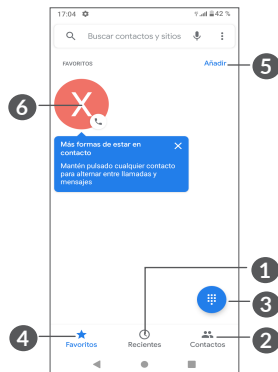 17:04 42 %
Buscar contactos y sitios
FAVORITOS Añadir
5
6
X
Más formas de estar en
contacto
Mantén pulsado cualquier contacto
para alternar entre llamadas y
mensajes
1
3
4
Favoritos Recientes Contactos
2